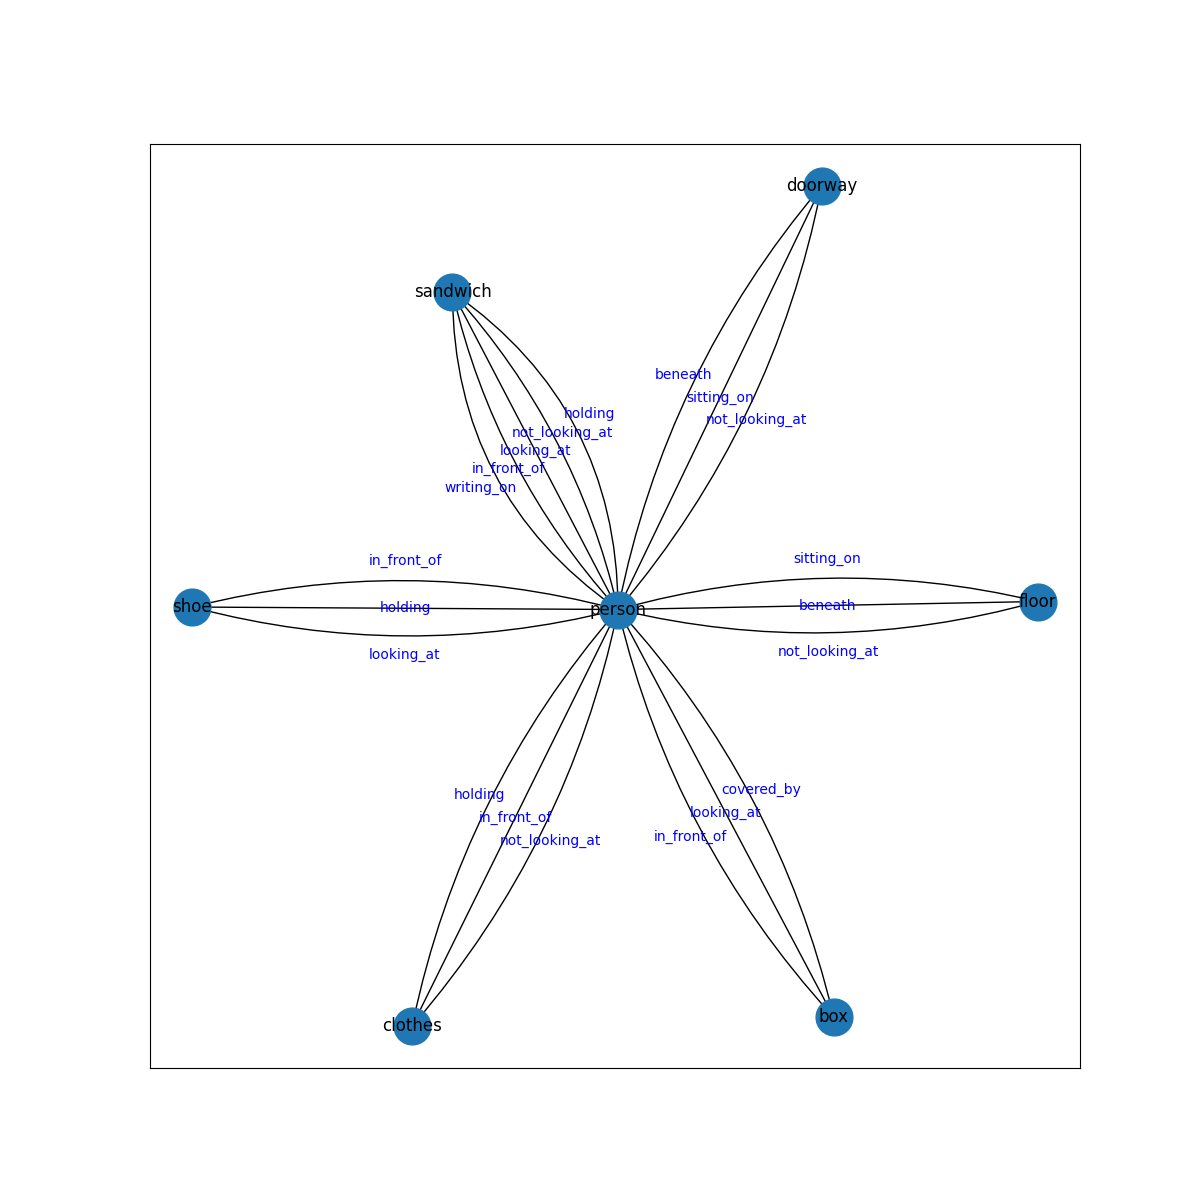 doorway
sandwich
beneath
sitting_on
holding
not_looking_at
not_looking_at
looking_at
in_front_of
writing_on
in_front_of
sitting_on
shoe
holding
person
beneath
floor
looking_at
not_looking_at
holding
in_front_of
not_looking_at
covered_by
looking_at
in_front_of
clothes
box